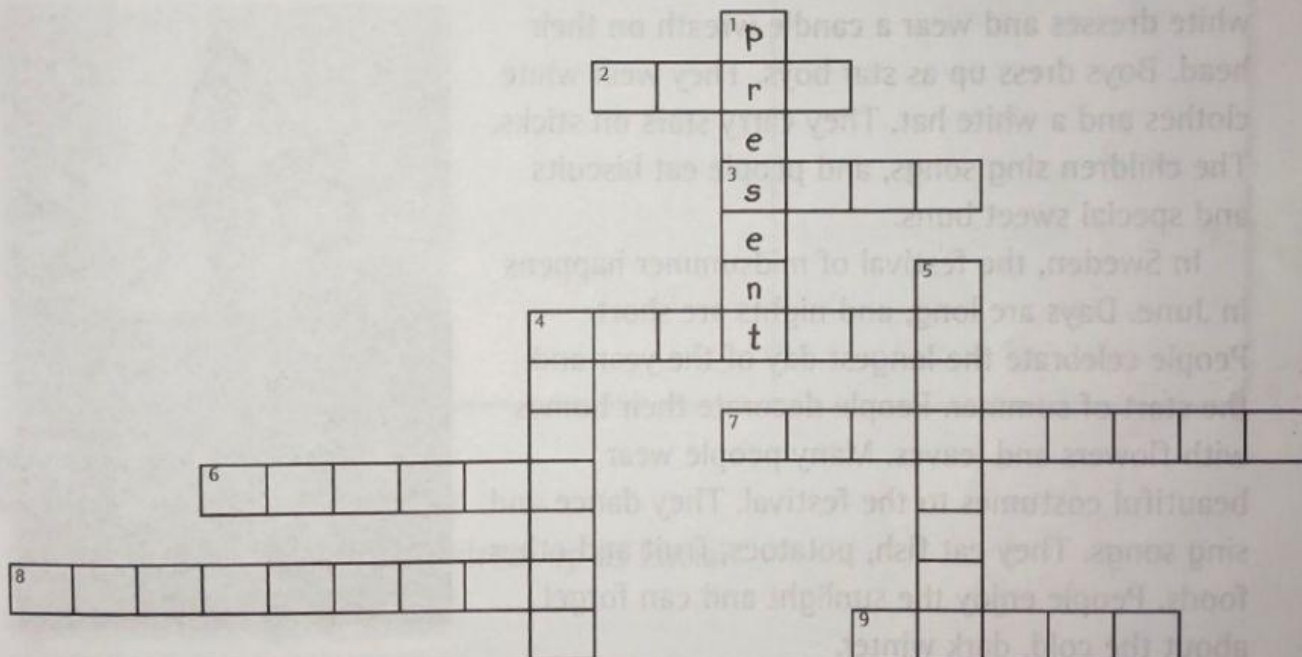 1 P
2 r
e
3 s
e
5
n
4 t
7
6
8
9
white dresses and wear a candle wreath on their
head. Boys dress up as star boys. They wear white
clothes and a white hat. They carry stars on sticks.
The children sing songs, and people eat biscuits
and special sweet buns.
In Sweden, the festival of midsummer happens
in June. Days are long, and nights are short.
People celebrate the longest day of the year and
the start of summer. People decorate their
with flowers and leaves. Many people wear
beautiful costumes to the festival. They dance and
sing songs. They eat fish, potatoes, fruit and
foods. People enjoy the sunlight and can forget
about the cold, dark winter.